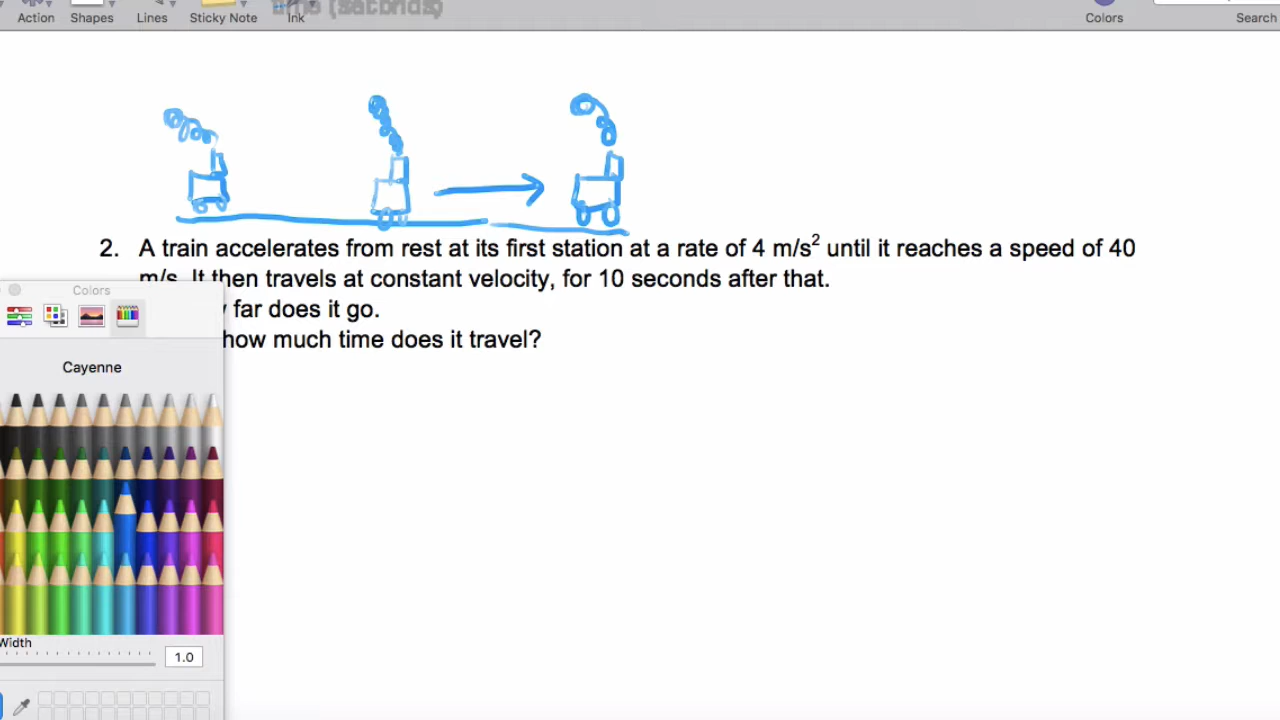 time (seconds)
Action Shapes Lines Sticky Note Ink Colors Search
2. A train accelerates from rest at its first station at a rate of 4 m/s² until it reaches a speed of 40
m/s. It then travels at constant velocity, for 10 seconds after that.
far does it go.
how much time does it travel?
Colors
Cayenne
Width
1.0